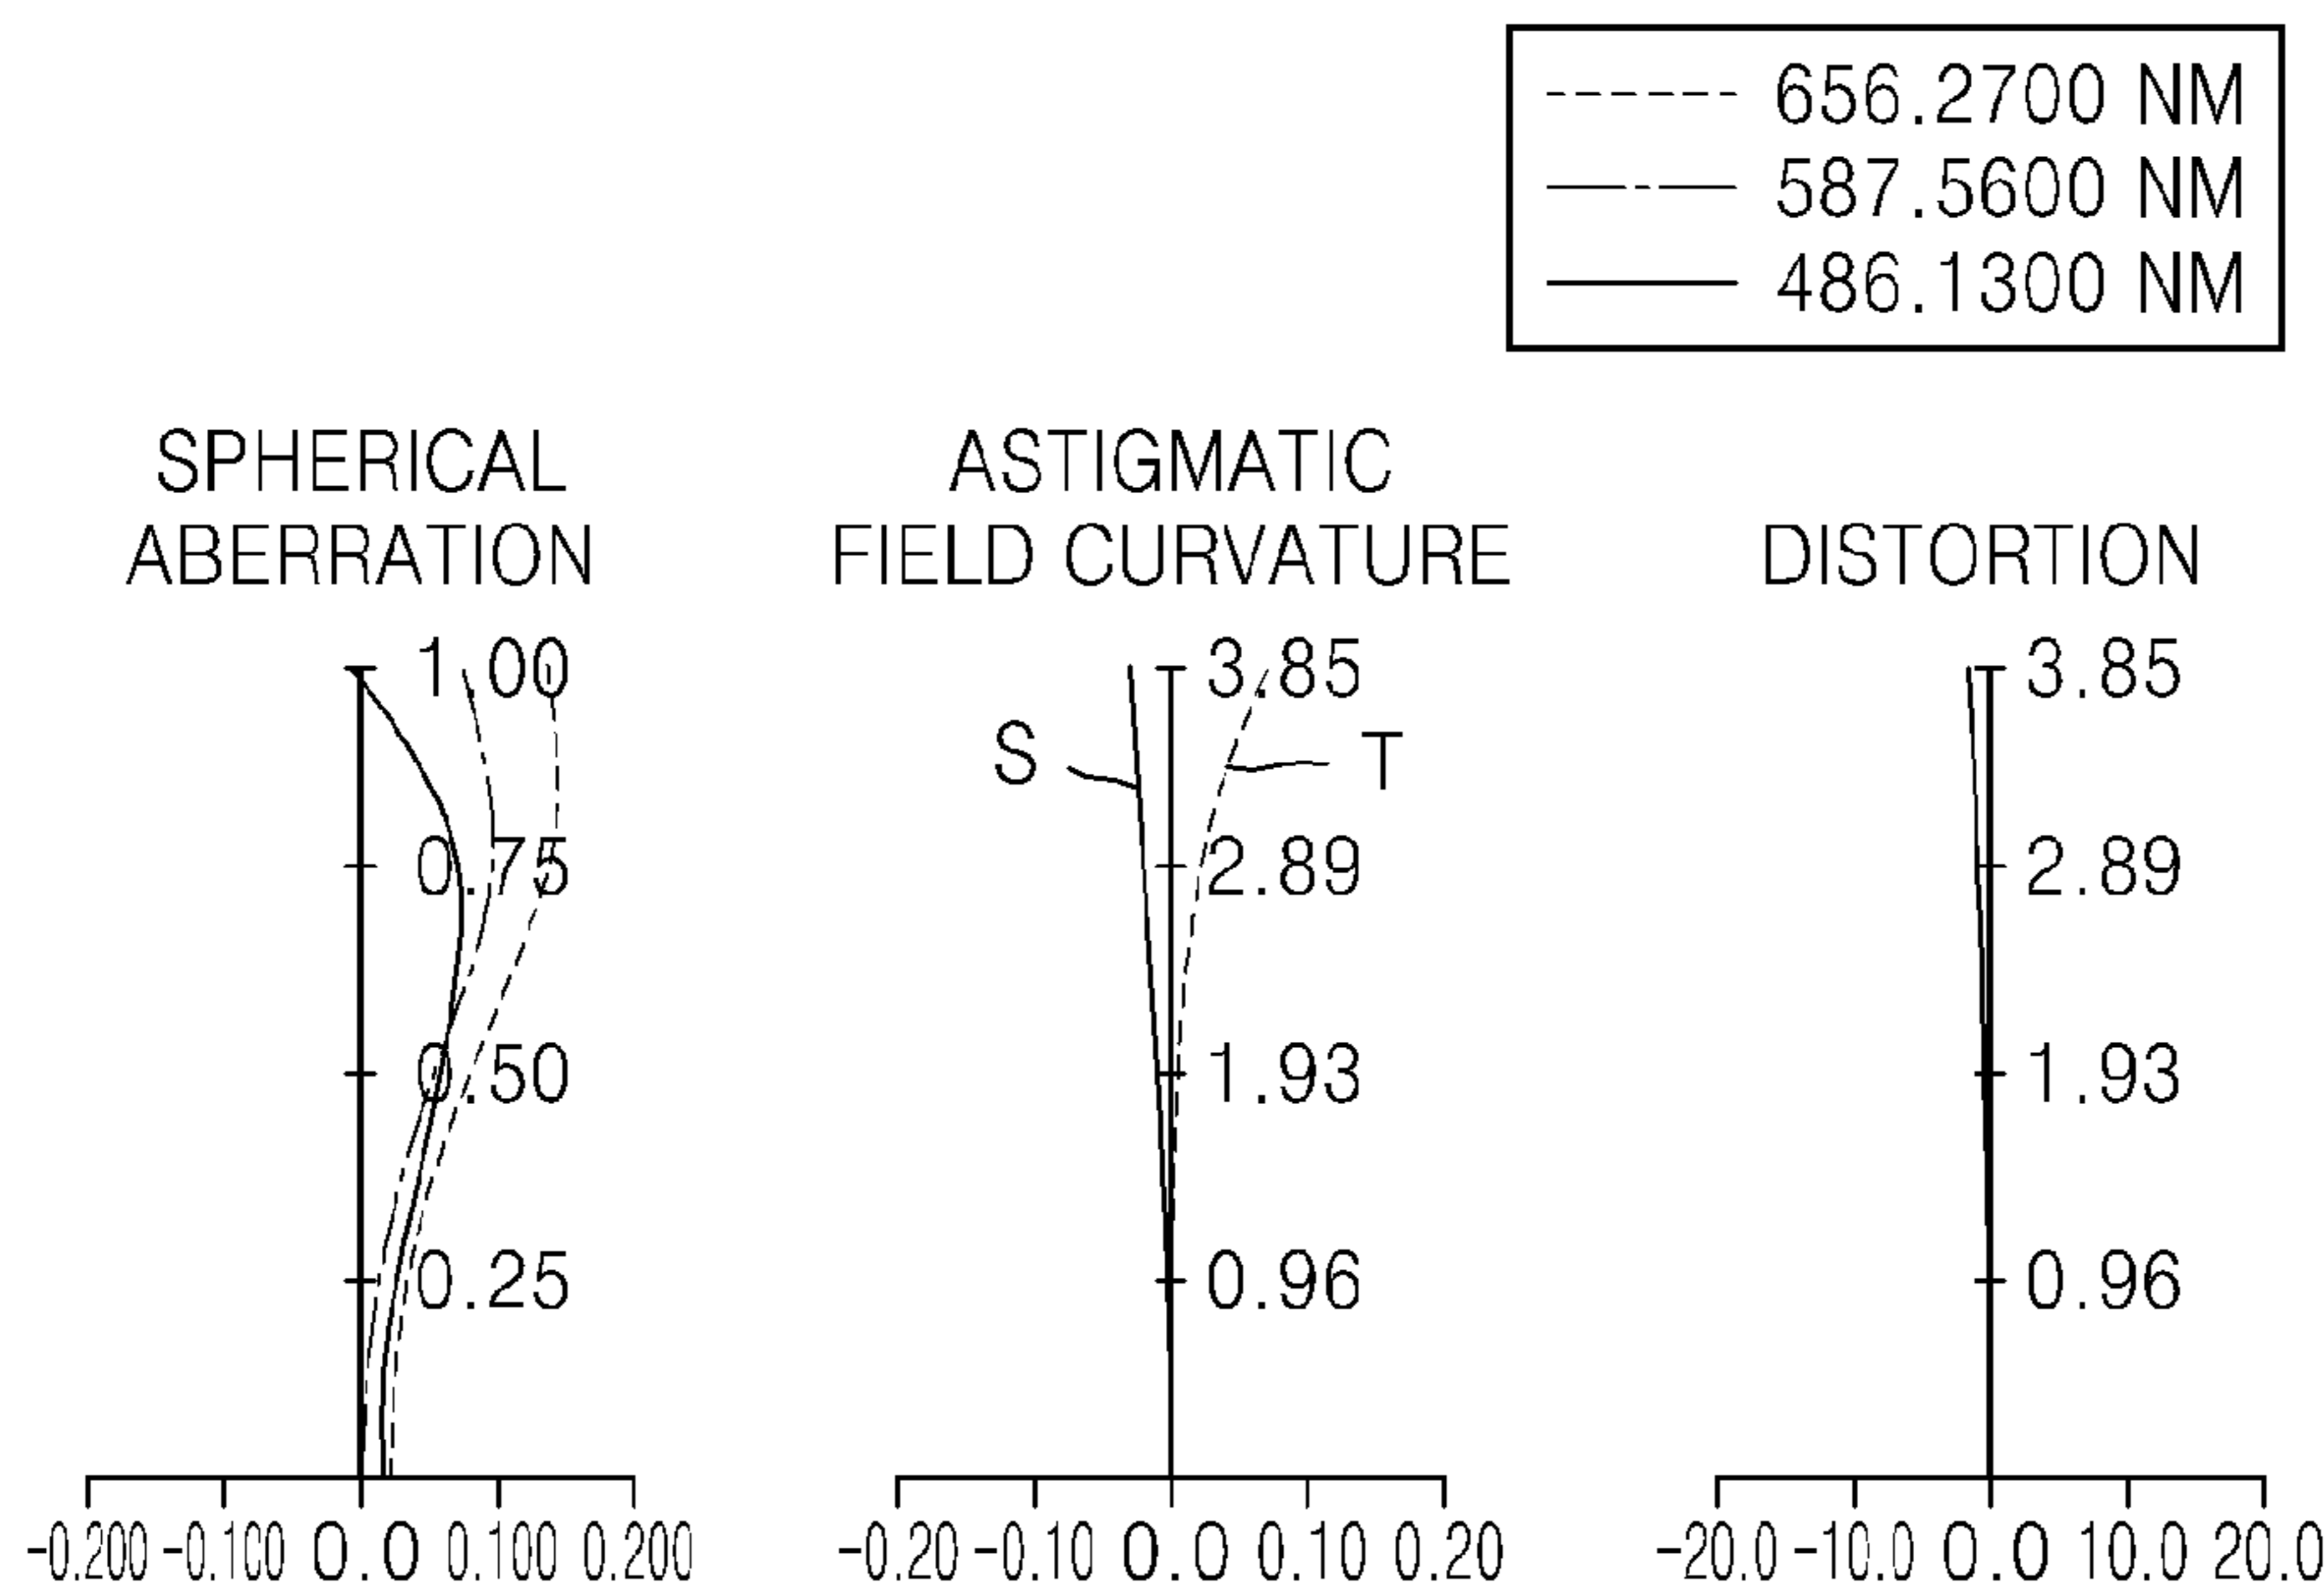 656.2700 NM
587.5600 NM
486.1300 NM
SPHERICAL
ABERRATION
1.00
0.75
0.50
0.25
-0.200 -0.100 0.0 0.100 0.200
ASTIGMATIC
FIELD CURVATURE
3.85
S
T
2.89
1.93
0.96
-0.20 -0.10 0.0 0.10 0.20
DISTORTION
3.85
2.89
1.93
0.96
-20.0 -10.0 0.0 10.0 20.0